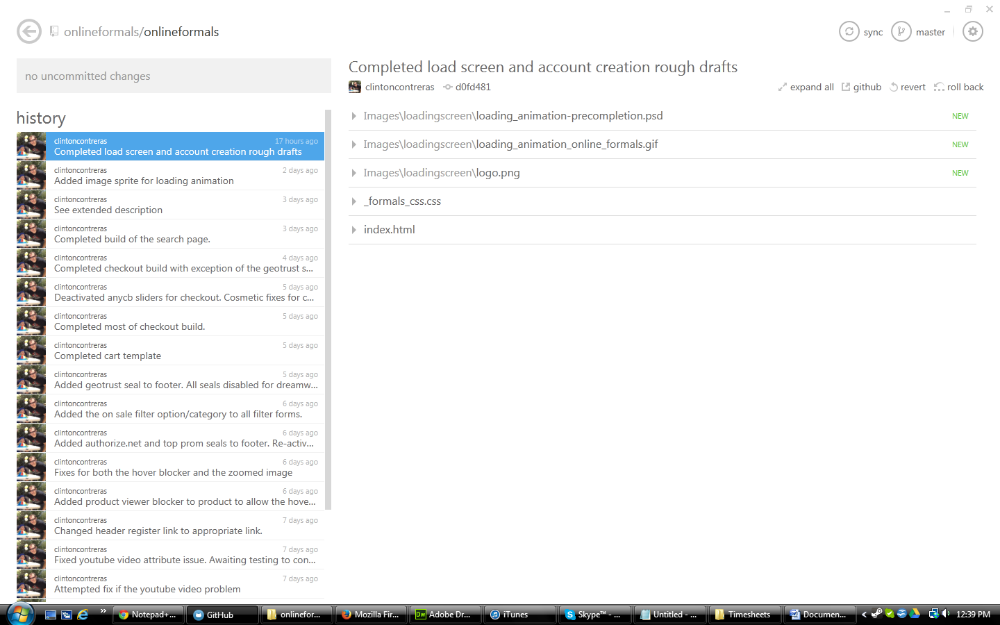 onlineformals/onlineformals
sync
master
no uncommitted changes
history
clintoncontreras 17 hours ago
Completed load screen and account creation rough drafts
clintoncontreras 2 days ago
Added image sprite for loading animation
clintoncontreras 3 days ago
See extended description
clintoncontreras 3 days ago
Completed build of the search page.
clintoncontreras 4 days ago
Completed checkout build with exception of the geotrust s...
clintoncontreras 5 days ago
Deactivated anycb sliders for checkout. Cosmetic fixes for c...
clintoncontreras 5 days ago
Completed most of checkout build.
clintoncontreras 5 days ago
Completed cart template
clintoncontreras 5 days ago
Added geotrust seal to footer. All seals disabled for dreamw...
clintoncontreras 6 days ago
Added the on sale filter option/category to all filter forms.
clintoncontreras 6 days ago
Added authorize.net and top prom seals to footer. Re-activ...
clintoncontreras 6 days ago
Fixes for both the hover blocker and the zoomed image
clintoncontreras 6 days ago
Added product viewer blocker to product to allow the hove...
clintoncontreras 7 days ago
Changed header register link to appropriate link.
clintoncontreras 7 days ago
Fixed youtube video attribute issue. Awaiting testing to con...
clintoncontreras 7 days ago
Attempted fix if the youtube video problem
Completed load screen and account creation rough drafts
clintoncontreras d0fd481
expand all github revert roll back
Images\loadingscreen\loading_animation-precompletion.psd NEW
Images\loadingscreen\loading_animation_online_formals.gif NEW
Images\loadingscreen\logo.png NEW
_formals_css.css
index.html
Notepad+... GitHub onlinefor... Mozilla Fir... Dw Adobe Dr... iTunes Skype™ - ... Untitled - ... Timesheets Documen... 12:39 PM